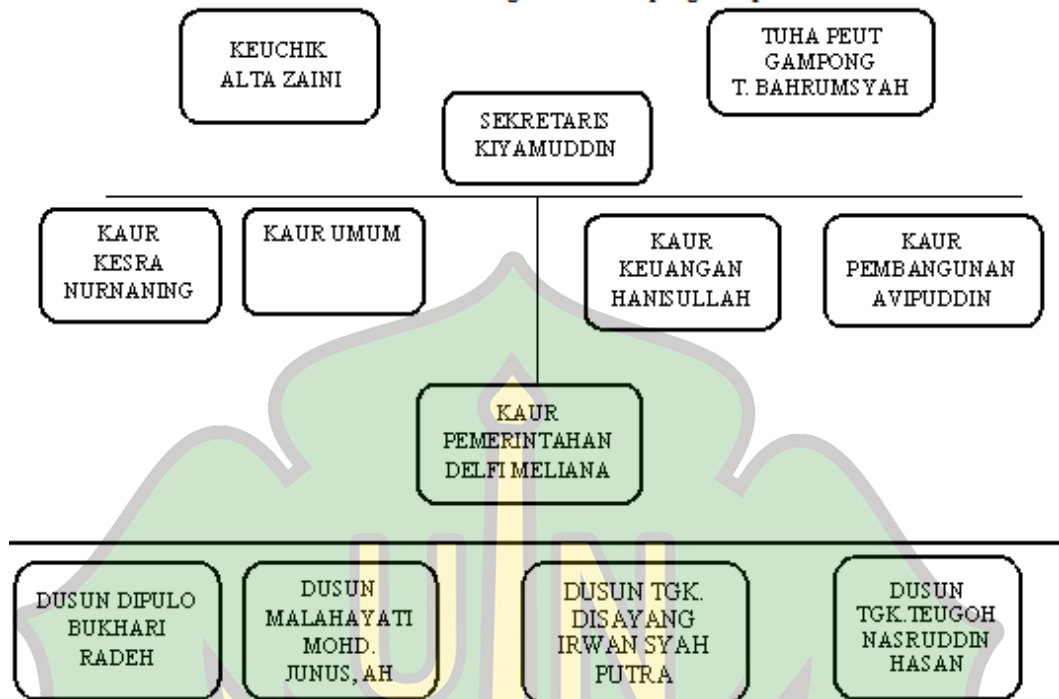 KEUCHIK
ALTA ZAINI
TUHA PEUT
GAMPONG
T. BAHRUMSYAH
SEKRETARIS
KIYAMUDDIN
KAUR
KESRA
NURNANING
KAUR UMUM
KAUR
KEUANGAN
HANISULLAH
KAUR
PEMBANGUNAN
AVIPUDDIN
KAUR
PEMERINTAHAN
DELFI MELIANA
DUSUN DIPULO
BUKHARI
RADEH
DUSUN
MALAHAYATI
MOHD.
JUNUS, AH
DUSUN TGK.
DISAYANG
IRWAN SYAH
PUTRA
DUSUN
TGK.TEUGOH
NASRUDDIN
HASAN
UIN